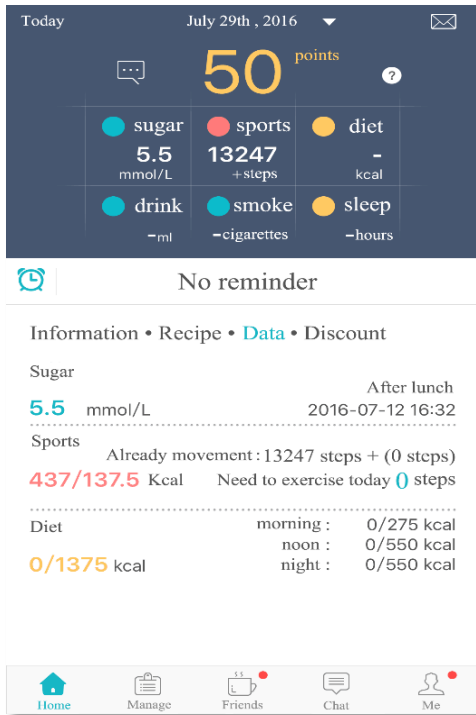 Today July 29th , 2016
50 points
?
sugar sports diet
5.5 13247 -
mmol/L +steps kcal
drink smoke sleep
-ml -cigarettes -hours
No reminder
Information • Recipe • Data • Discount
Sugar
After lunch
5.5 mmol/L 2016-07-12 16:32
Sports
Already movement : 13247 steps + (0 steps)
437/137.5 Kcal Need to exercise today 0 steps
Diet morning : 0/275 kcal
noon : 0/550 kcal
0/1375 kcal night : 0/550 kcal
Home Manage Friends Chat Me